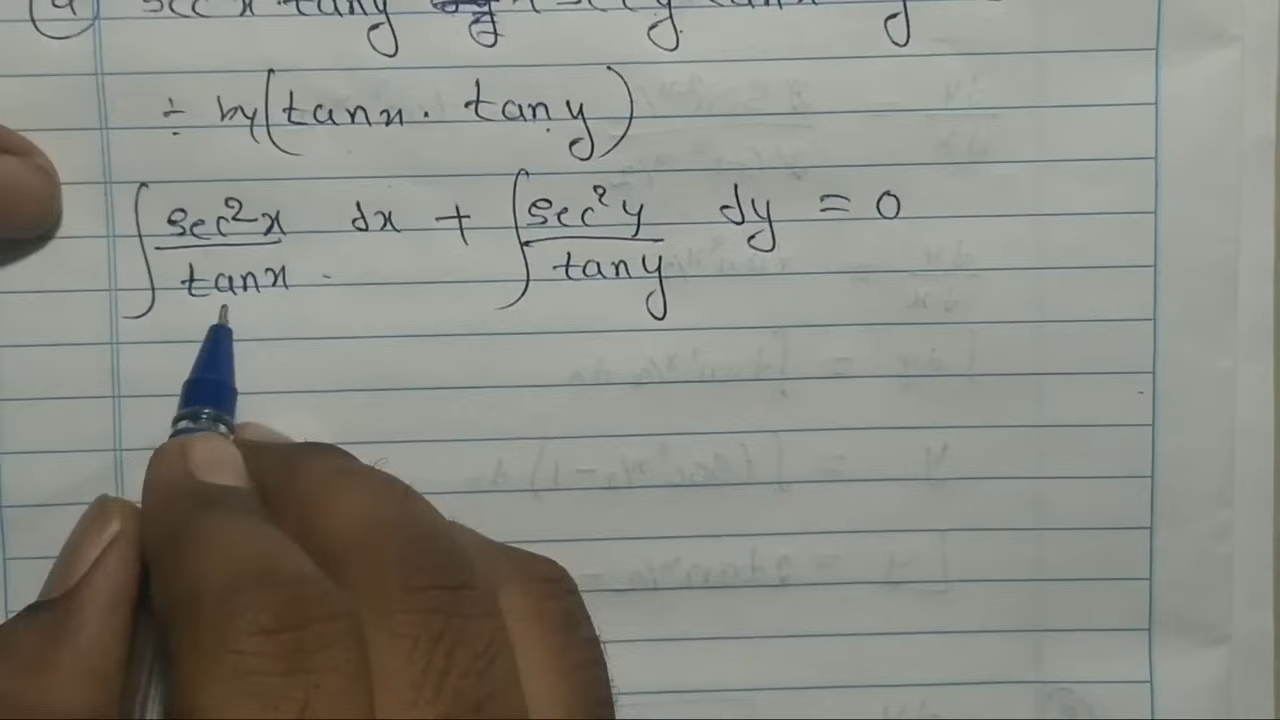 ÷ by (tanx . tany)
∫ sec²x/tanx dx + ∫ sec²y/tany dy = 0